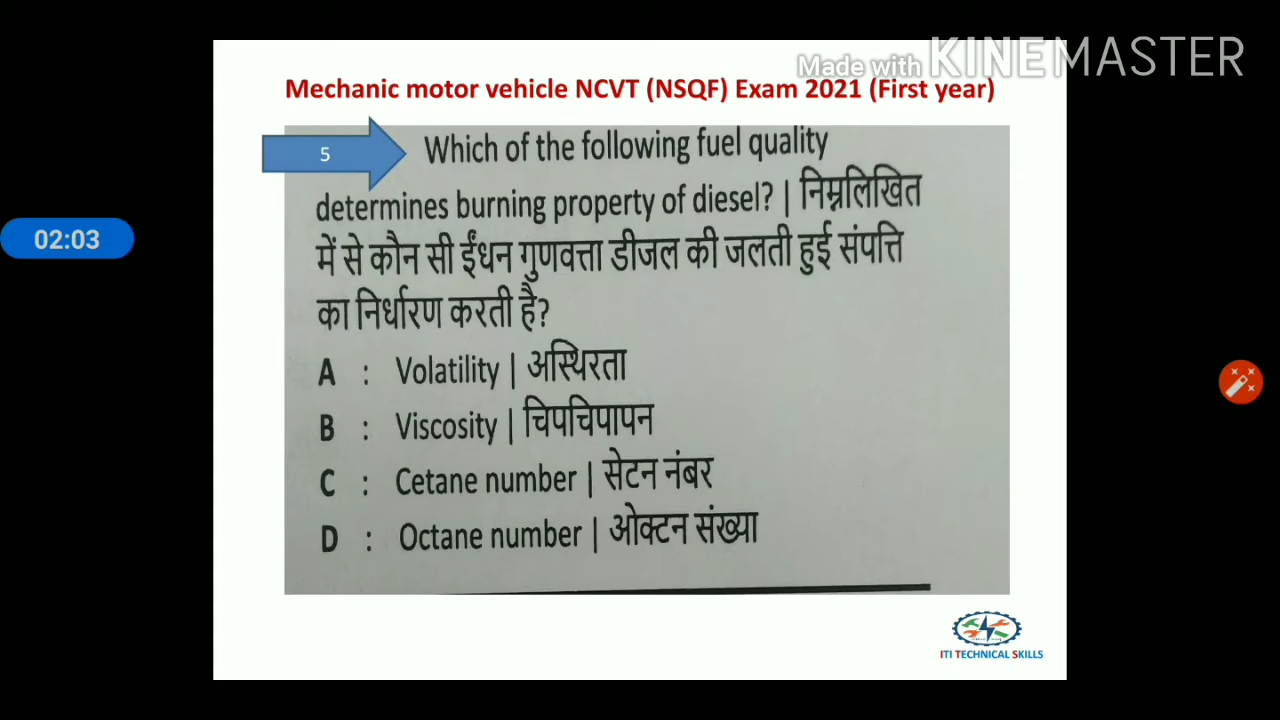 Made with KINEMASTER
Mechanic motor vehicle NCVT (NSQF) Exam 2021 (First year)
5
Which of the following fuel quality
determines burning property of diesel? | निम्नलिखित
में से कौन सी ईंधन गुणवत्ता डीजल की जलती हुई संपत्ति
का निर्धारण करती है?
02:03
A : Volatility | अस्थिरता
B : Viscosity | चिपचिपापन
C : Cetane number | सेटन नंबर
D : Octane number | ओक्टन संख्या
ITI TECHNICAL SKILLS